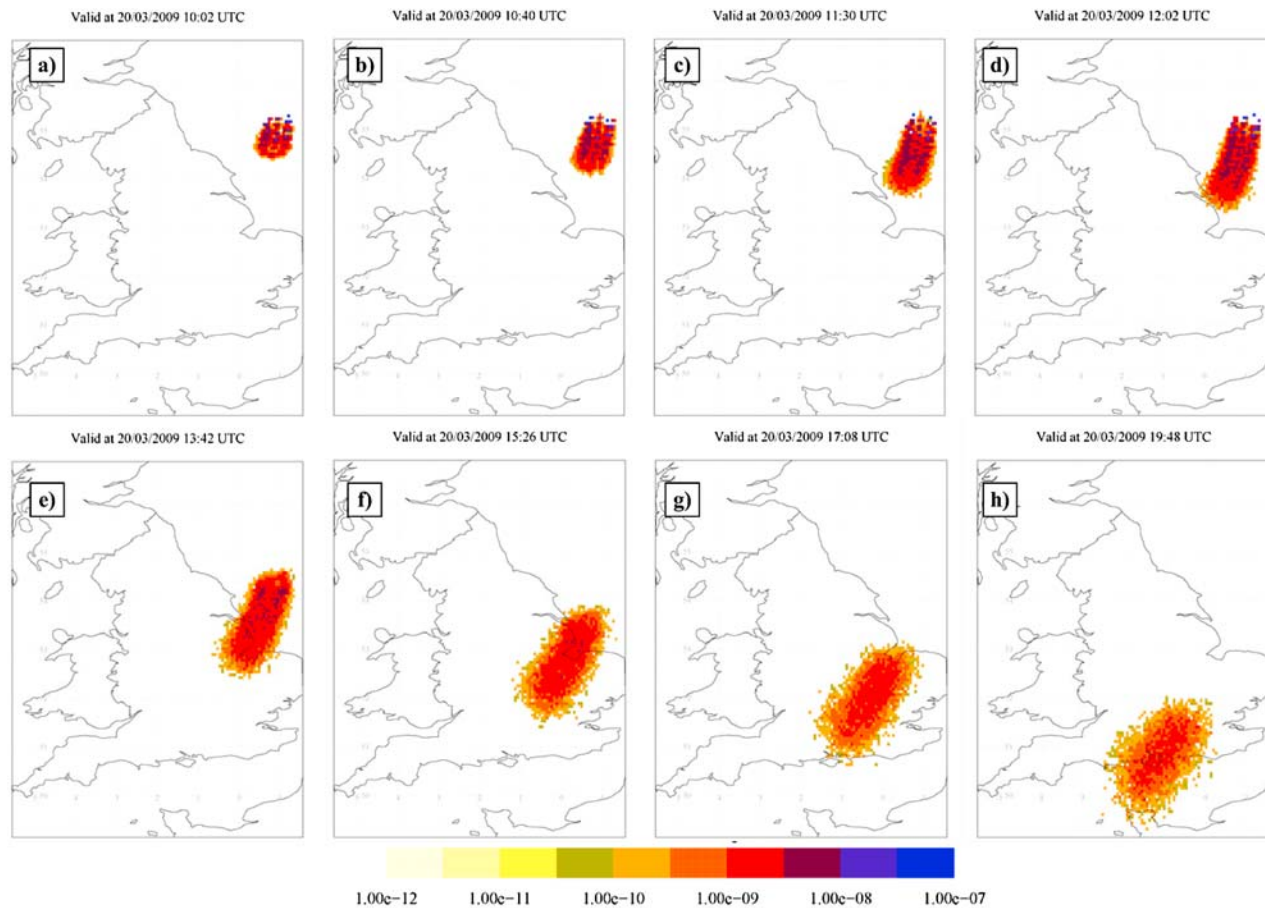 Valid at 20/03/2009 10:02 UTC
Valid at 20/03/2009 10:40 UTC
Valid at 20/03/2009 11:30 UTC
Valid at 20/03/2009 12:02 UTC
a)
b)
c)
d)
Valid at 20/03/2009 13:42 UTC
Valid at 20/03/2009 15:26 UTC
Valid at 20/03/2009 17:08 UTC
Valid at 20/03/2009 19:48 UTC
e)
f)
g)
h)
1.00e−12 1.00e−11 1.00e−10 1.00e−09 1.00e−08 1.00e−07